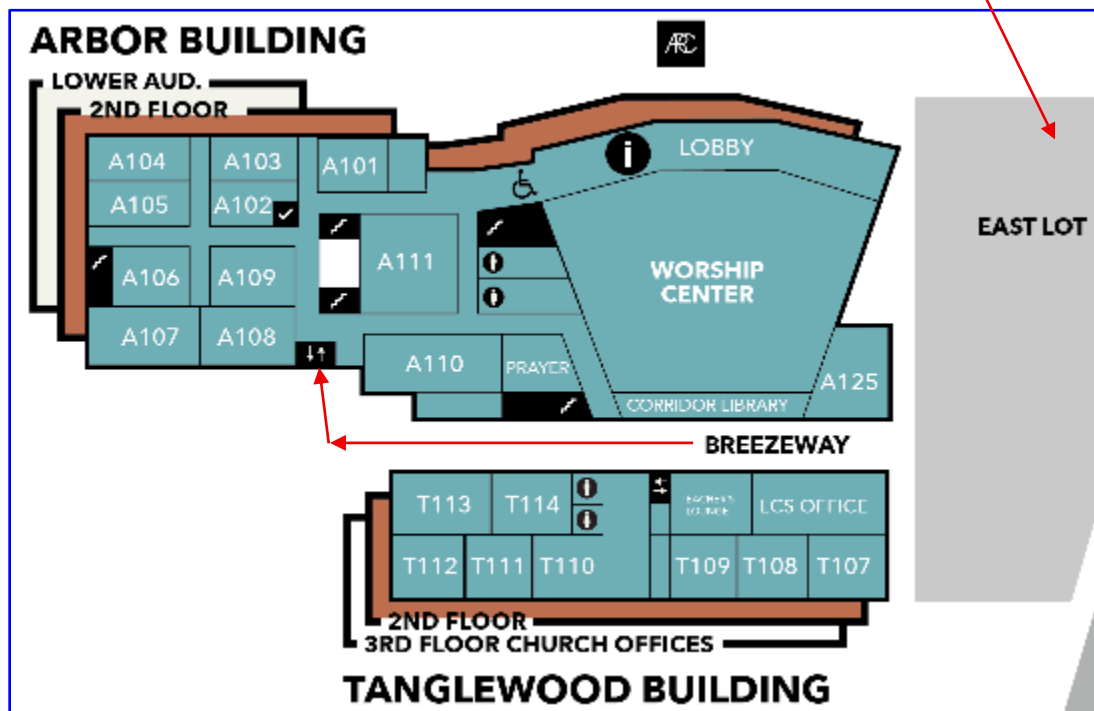 ARBOR BUILDING
ARC
LOWER AUD.
2ND FLOOR
A104
A103
A101
LOBBY
A105
A102
EAST LOT
A106
A109
A111
WORSHIP
CENTER
A107
A108
A110
PRAYER
A125
CORRIDOR LIBRARY
BREEZEWAY
T113
T114
LOUNGE
LCS OFFICE
T112
T111
T110
T109
T108
T107
2ND FLOOR
3RD FLOOR CHURCH OFFICES
TANGLEWOOD BUILDING